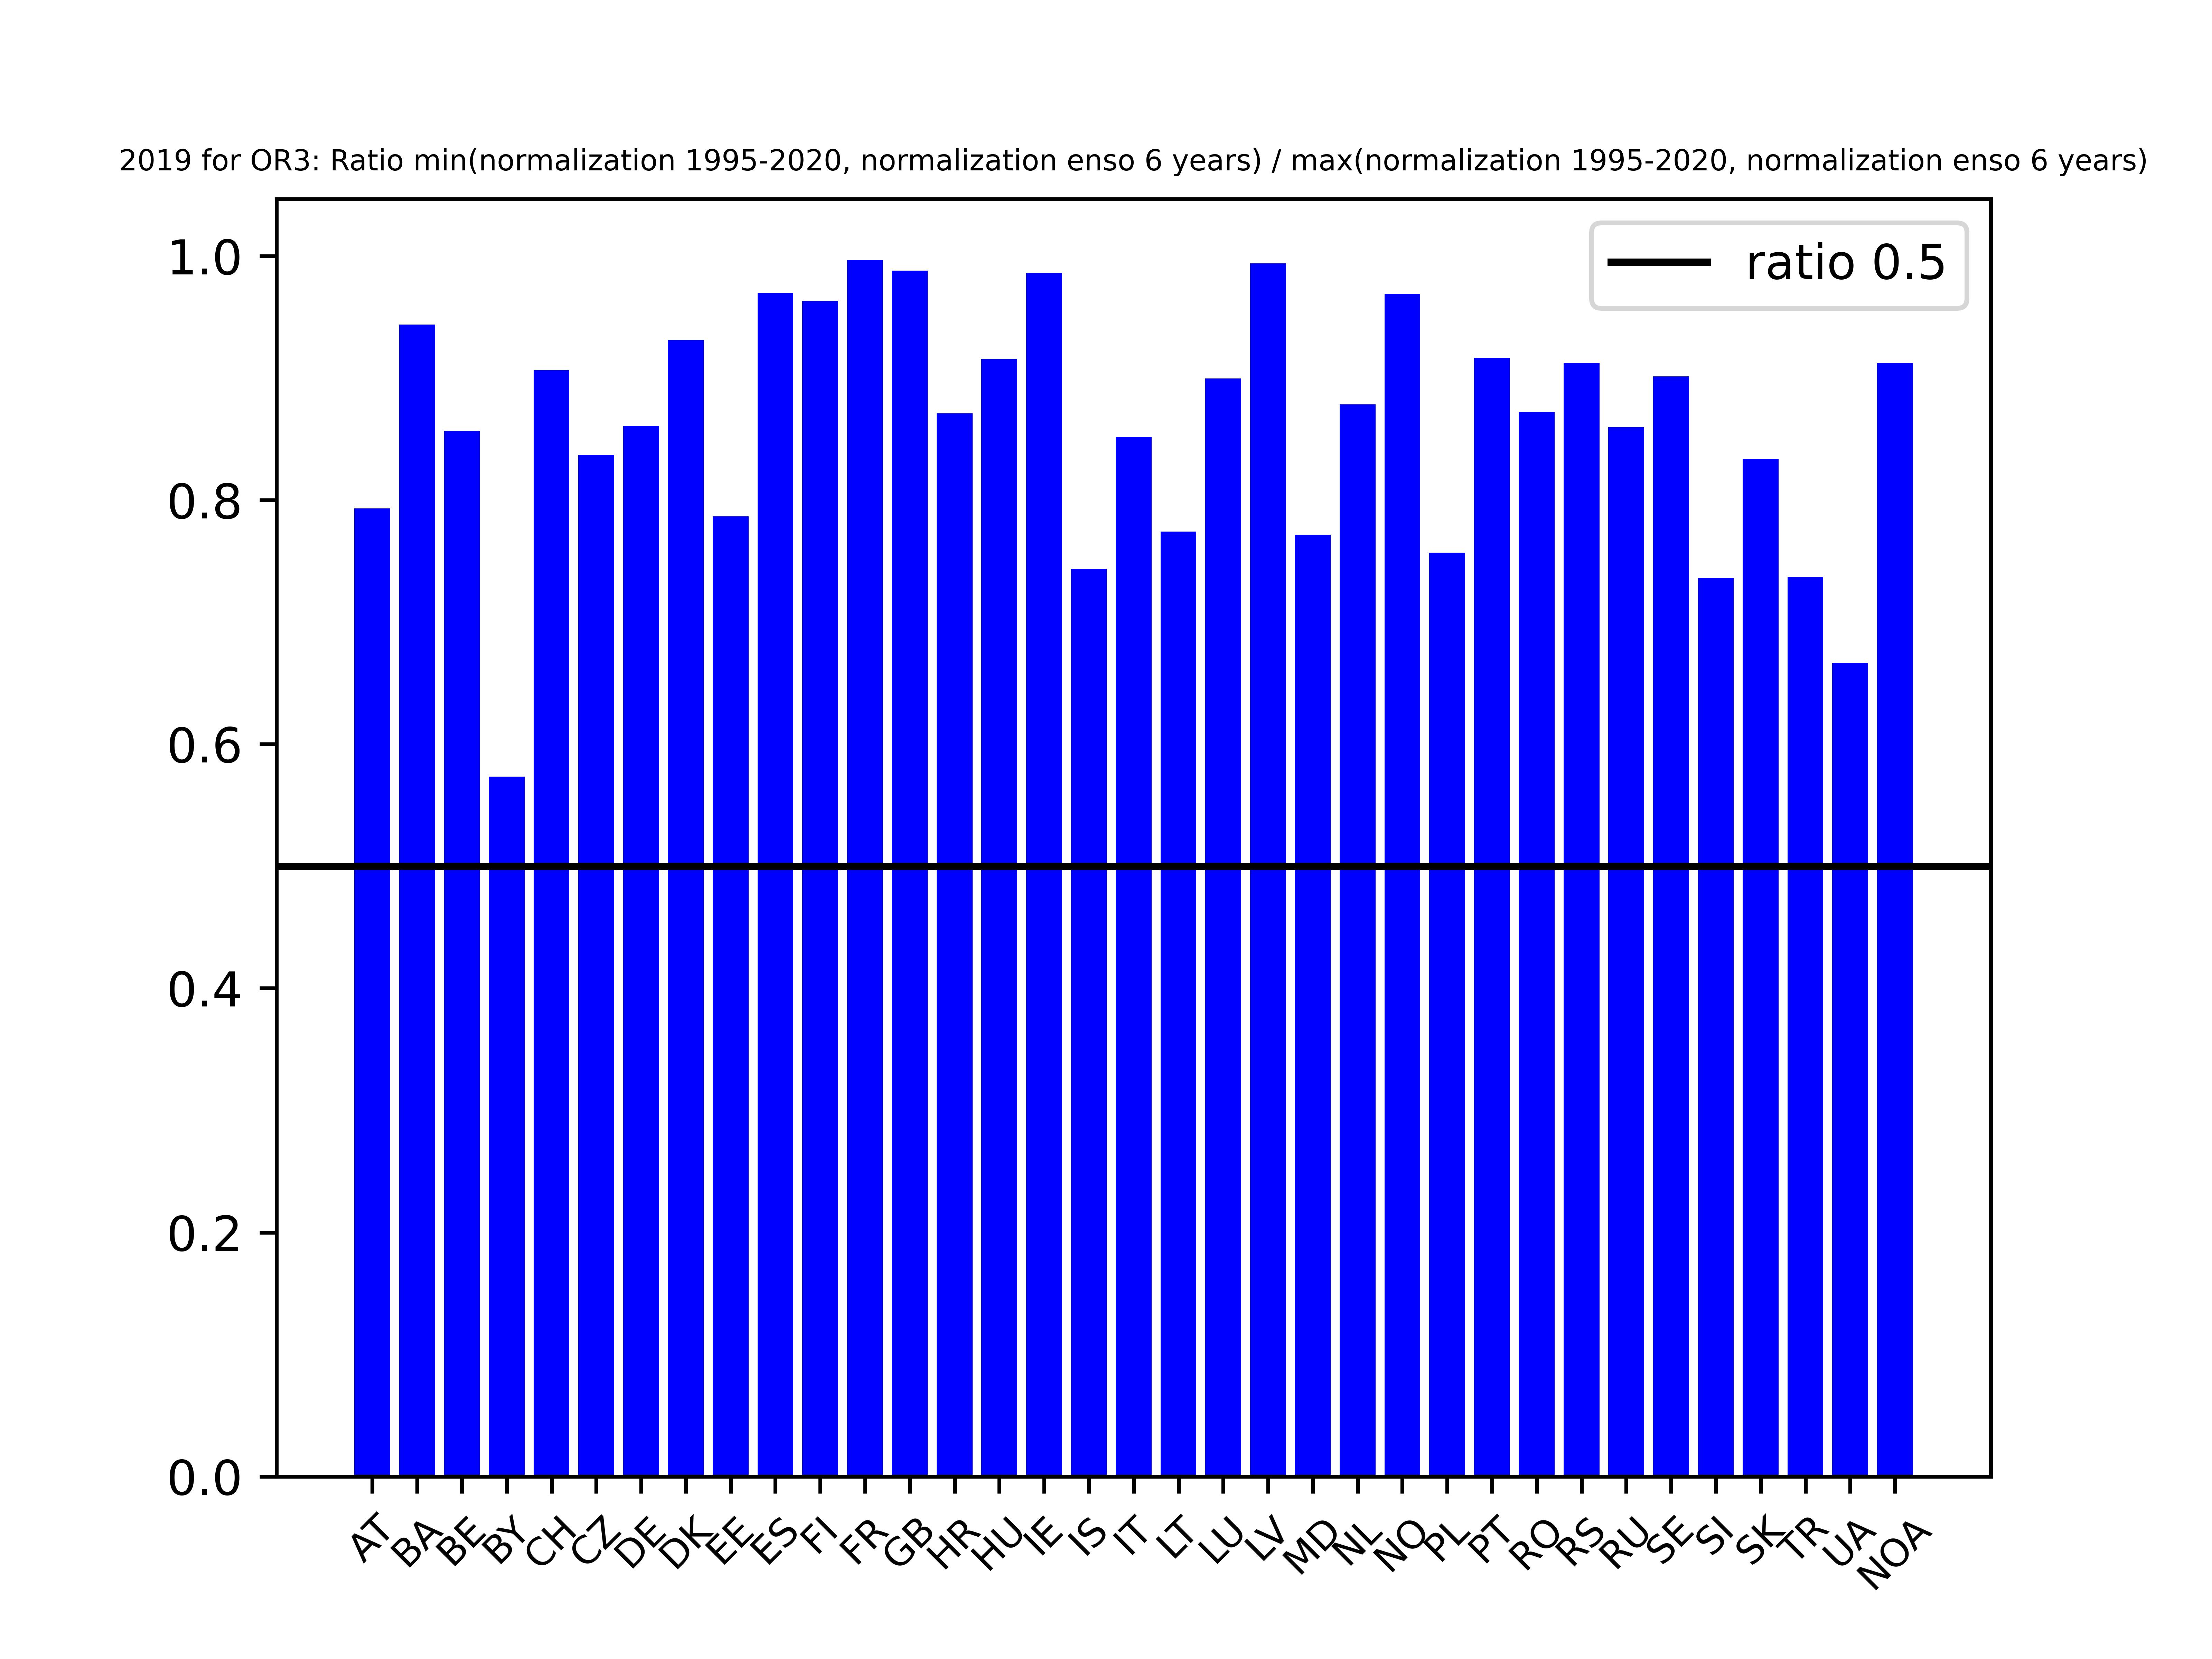 2019 for OR3: Ratio min(normalization 1995-2020, normalization enso 6 years) / max(normalization 1995-2020, normalization enso 6 years)
ratio 0.5
1.0
0.8
0.6
0.4
0.2
0.0
AT BA BE BY CH CZ DE DK EE ES FI FR GB HR HU IE IS IT LT LU LV MD NL NO PL PT RO RS RU SE SI SK TR UA NOA